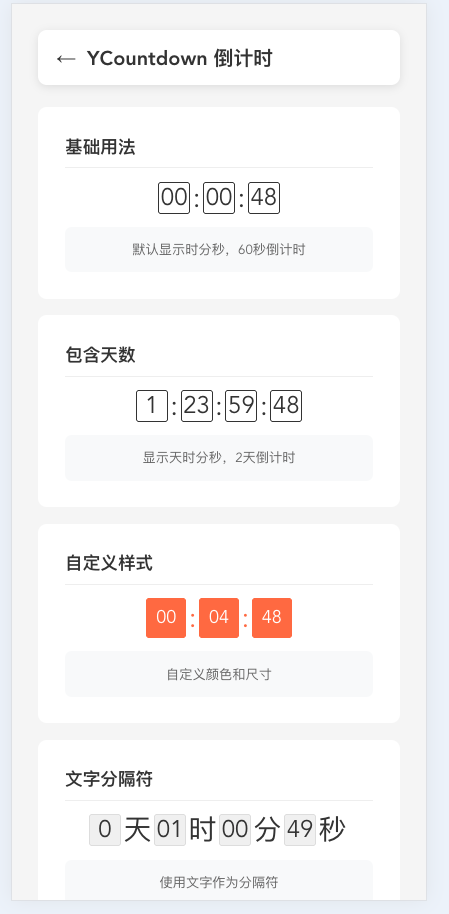 ← YCountdown 倒计时
基础用法
00:00:48
默认显示时分秒，60秒倒计时
包含天数
1:23:59:48
显示天时分秒，2天倒计时
自定义样式
00:04:48
自定义颜色和尺寸
文字分隔符
0天01时00分49秒
使用文字作为分隔符